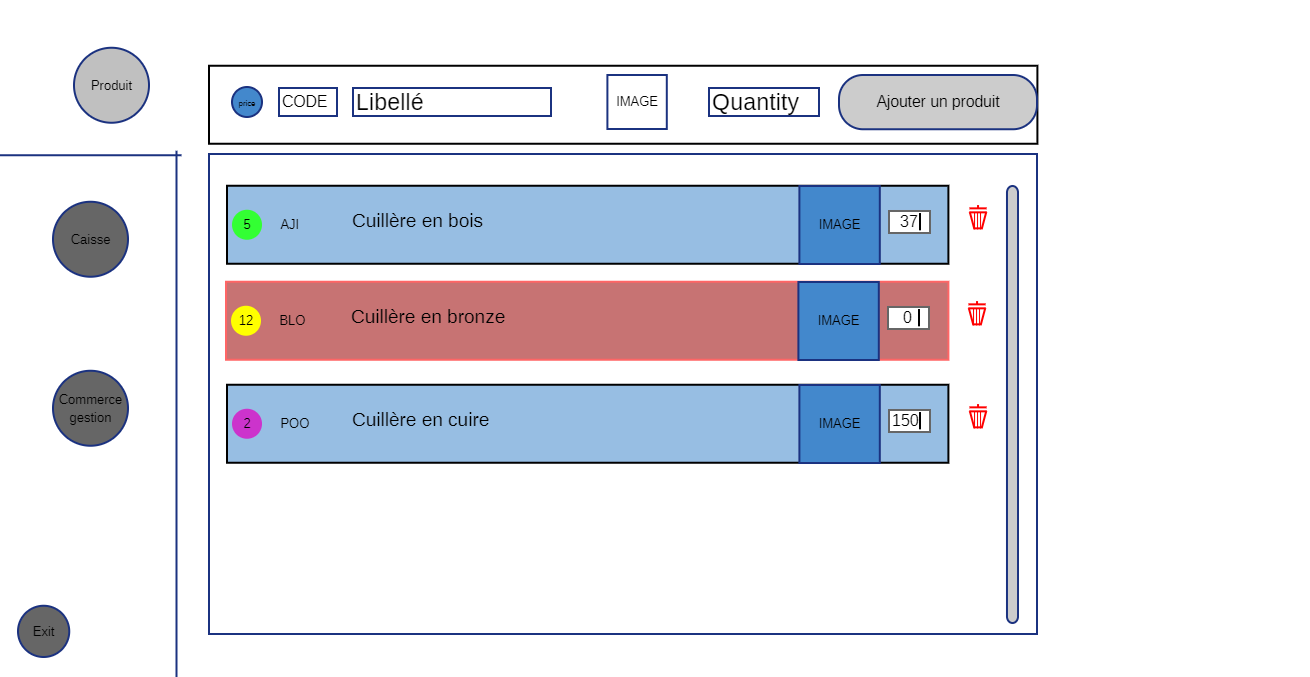 Produit
price
CODE
Libellé
IMAGE
Quantity
Ajouter un produit
Caisse
Commerce
gestion
Exit
5
AJI
Cuillère en bois
IMAGE
37
12
BLO
Cuillère en bronze
IMAGE
0
2
POO
Cuillère en cuire
IMAGE
150